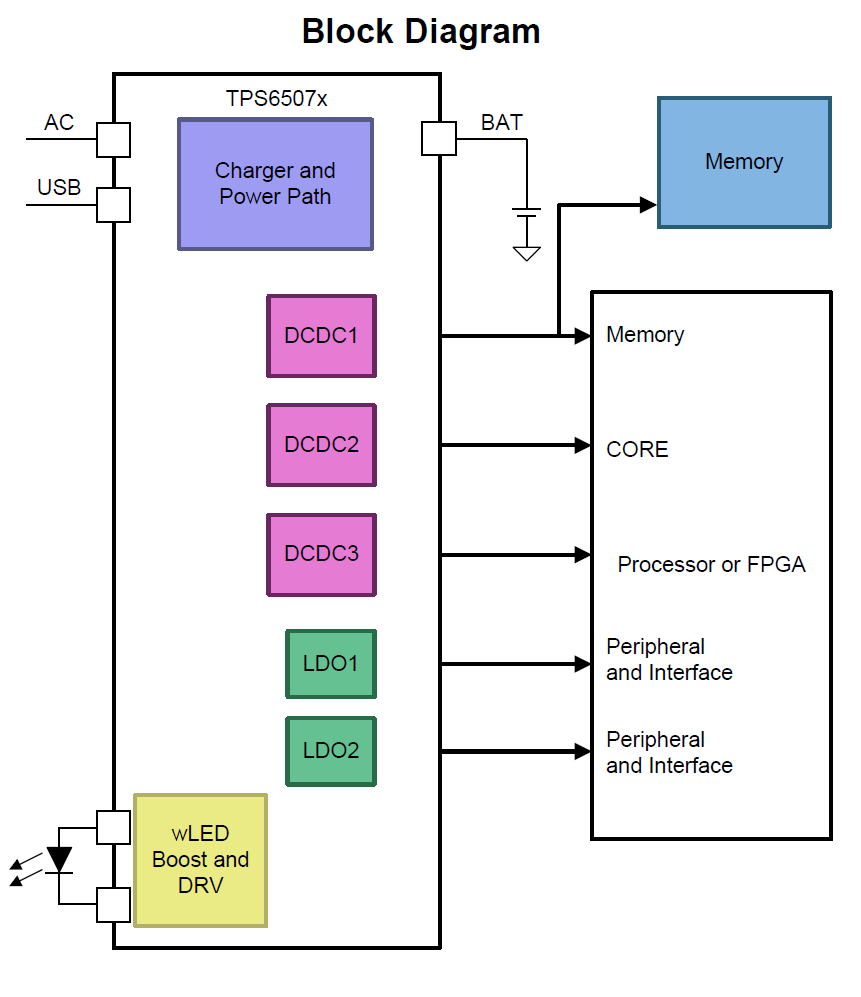 Block Diagram
TPS6507x
AC
USB
Charger and
Power Path
BAT
Memory
DCDC1
Memory
DCDC2
CORE
DCDC3
Processor or FPGA
LDO1
Peripheral
and Interface
LDO2
Peripheral
and Interface
wLED
Boost and
DRV